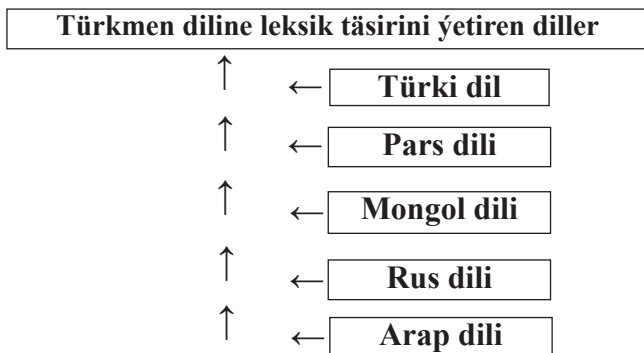 Türkmen diline leksik täsirini ýetiren diller
Türki dil
Pars dili
Mongol dili
Rus dili
Arap dili